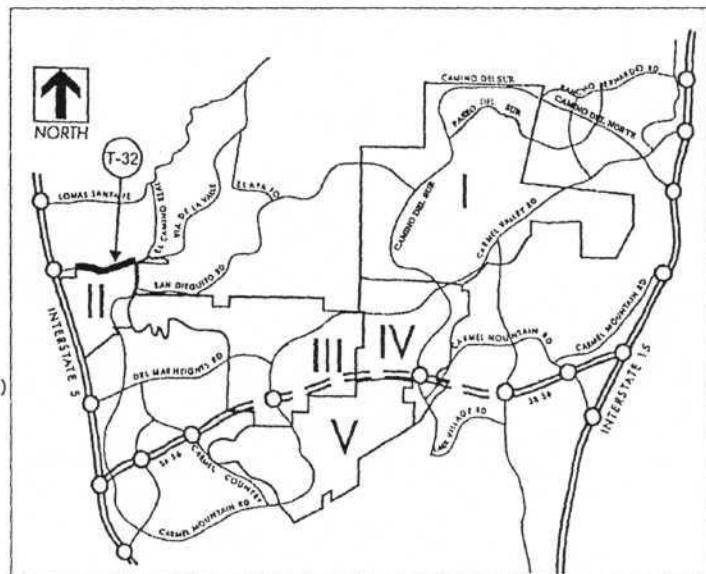 NORTH
T-32
LOMAS SANTA FE
EL CAMINO REAL
VIA DE LA VALLE
EL APAJO
SAN DIEGUITO RD
INTERSTATE 5
II
DEL MAR HEIGHTS RD
SR 56
CARMEL COUNTRY
CARMEL MOUNTAIN RD
III
IV
V
CAMINO DEL SUR
PASEO DEL SUR
RANCHO BERNARDO RD
CAMINO DEL NORTE
CAMINO DEL SUR
I
CARMEL VALLEY RD
CARMEL MOUNTAIN RD
VILLAGE RD
CARMEL MOUNTAIN RD
SR 56
INTERSTATE 15
)